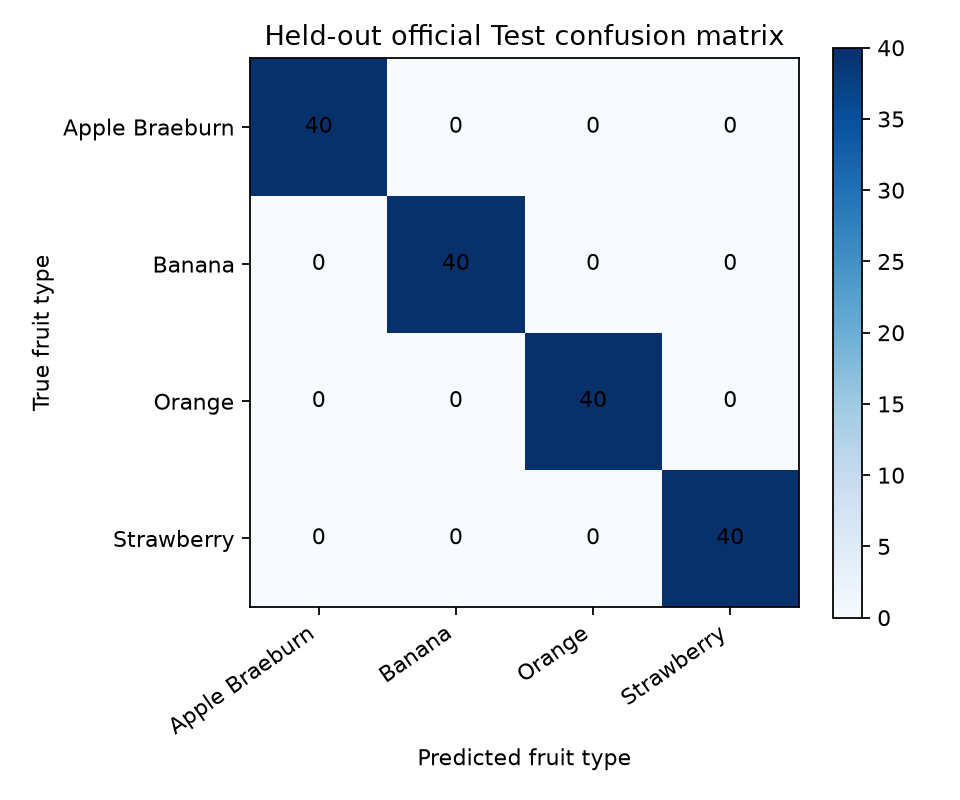 Held-out official Test confusion matrix
True fruit type
Apple Braeburn 40 0 0 0
Banana 0 40 0 0
Orange 0 0 40 0
Strawberry 0 0 0 40
Apple Braeburn
Banana
Orange
Strawberry
Predicted fruit type
40
35
30
25
20
15
10
5
0